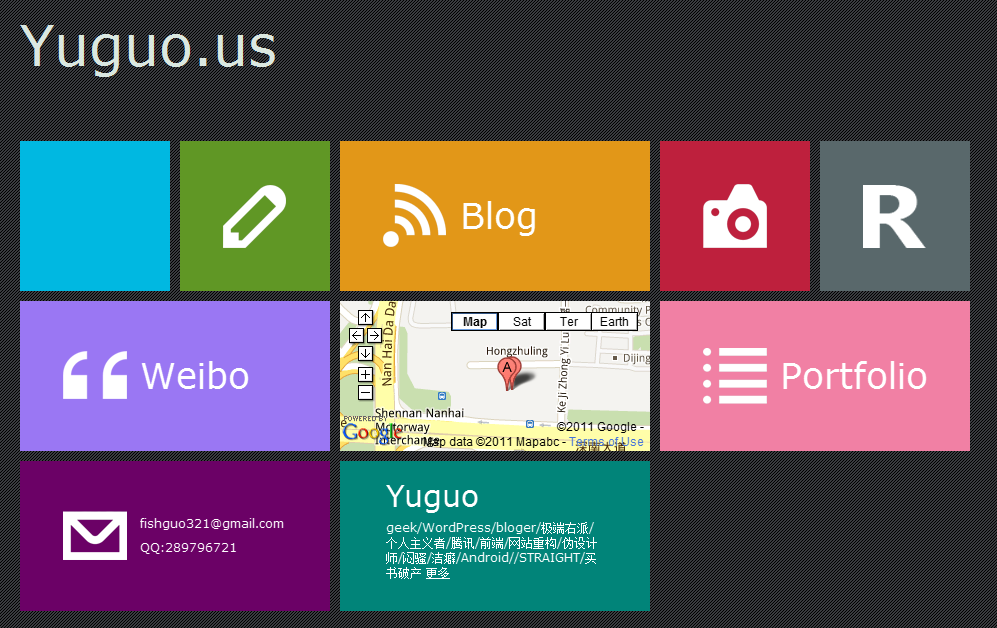 Yuguo.us
Blog
R
Weibo
Map Sat Ter Earth
Nan Hai Da Da
Community P
Hongzhuling
Dijing
Ke Ji Zhong Yi Lu
Shennan Nanhai
Motorway
Interchange
POWERED BY
Google
©2011 Google -
Map data ©2011 Mapabc - Terms of Use
深南大道
Portfolio
fishguo321@gmail.com
QQ:289796721
Yuguo
geek/WordPress/bloger/极端右派/
个人主义者/腾讯/前端/网站重构/伪设计
师/闷骚/洁癖/Android//STRAIGHT/买
书破产 更多